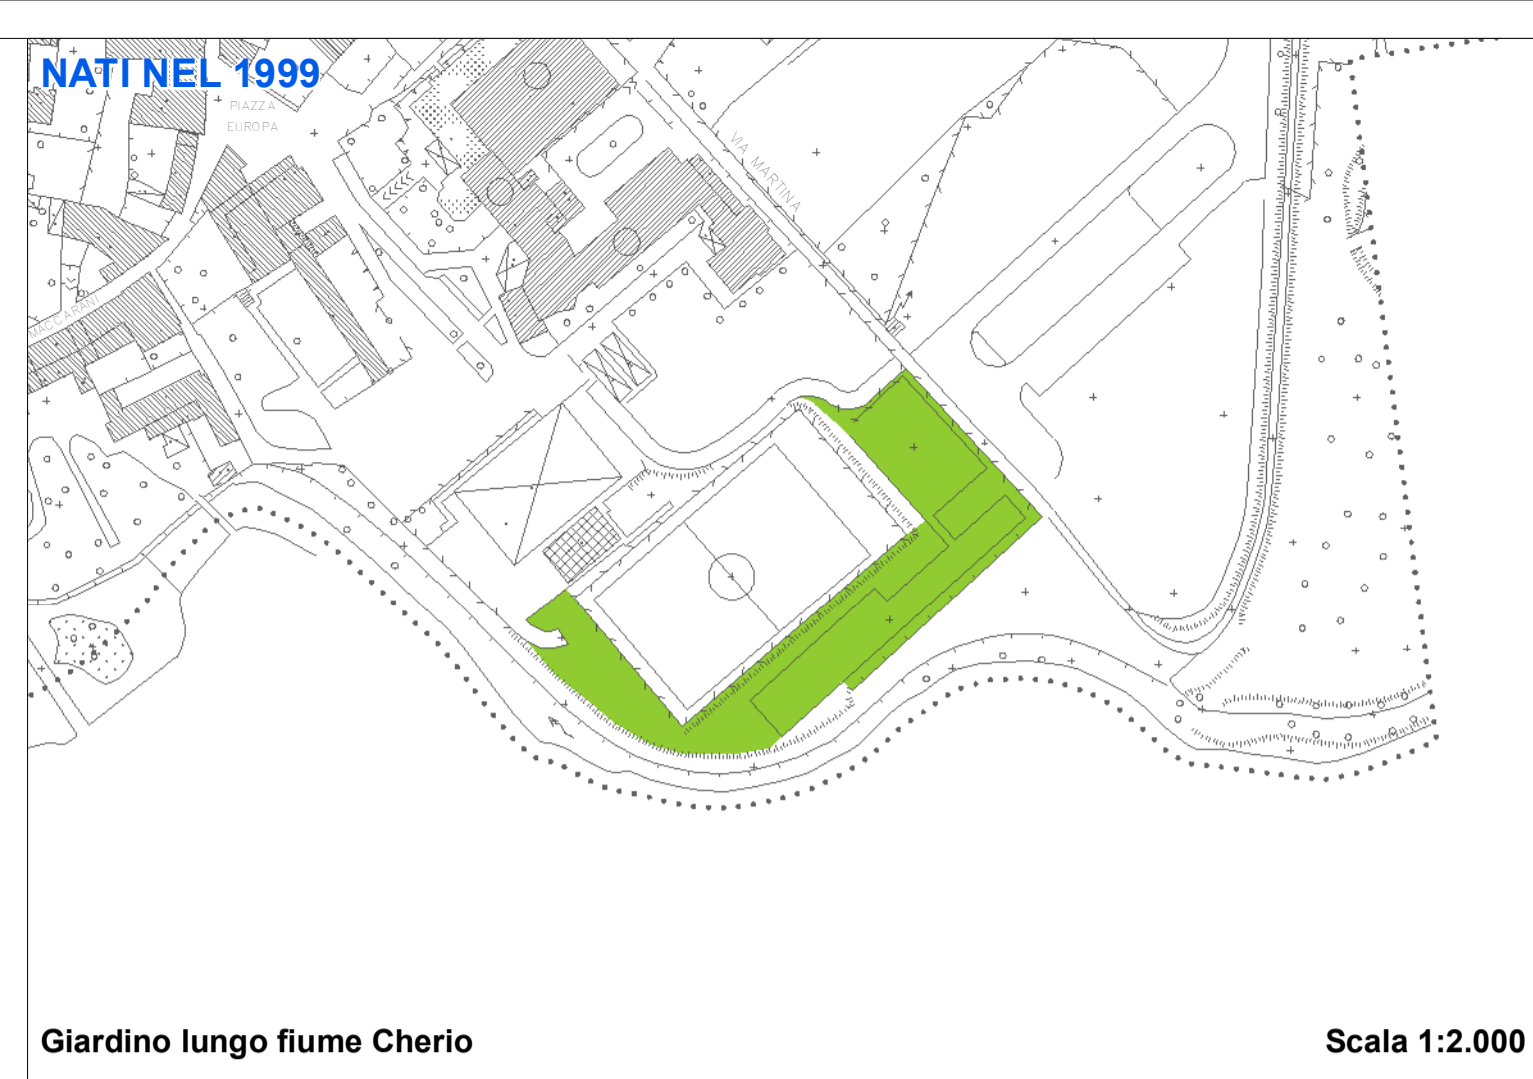 NATI NEL 1999
PIAZZA
EUROPA
VIA MARTINA
MACCARANI
Giardino lungo fiume Cherio
Scala 1:2.000